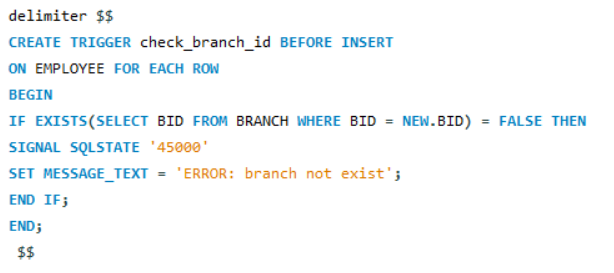 delimiter $$
CREATE TRIGGER check_branch_id BEFORE INSERT
ON EMPLOYEE FOR EACH ROW
BEGIN
IF EXISTS(SELECT BID FROM BRANCH WHERE BID = NEW.BID) = FALSE THEN
SIGNAL SQLSTATE '45000'
SET MESSAGE_TEXT = 'ERROR: branch not exist';
END IF;
END;
$$